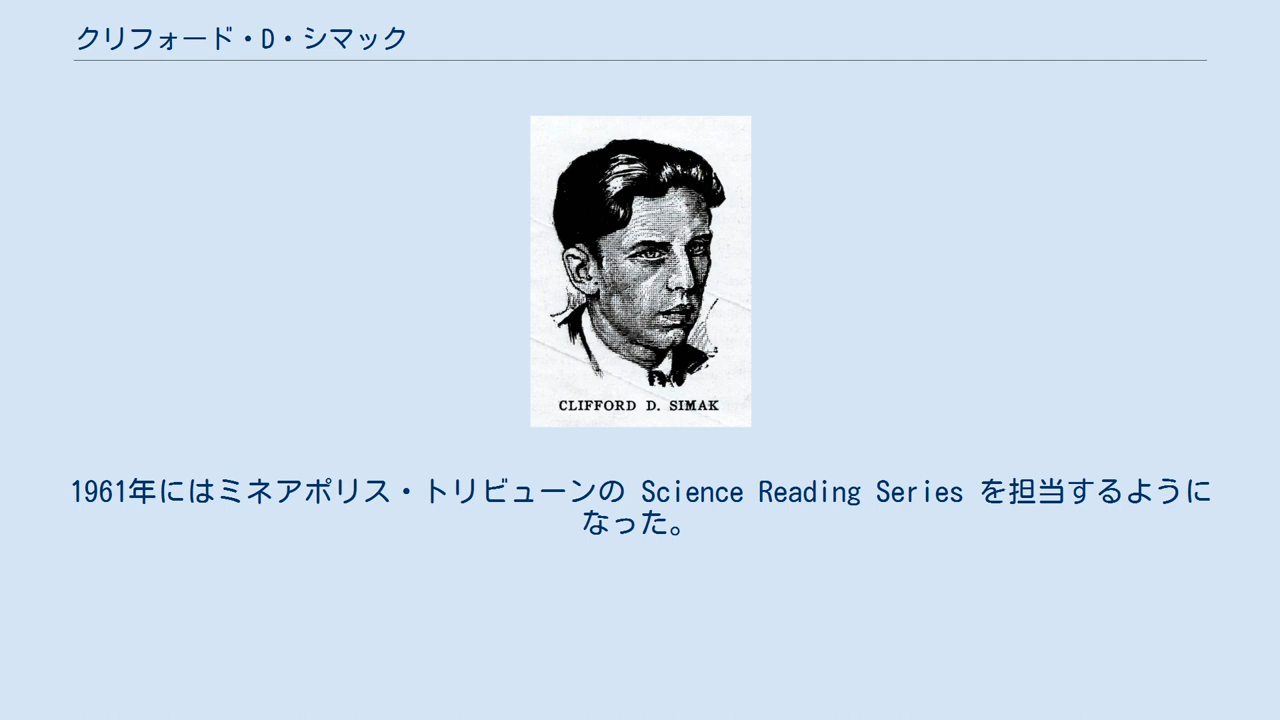 クリフォード・D・シマック
CLIFFORD D. SIMAK
1961年にはミネアポリス・トリビューンの Science Reading Series を担当するように
なった。